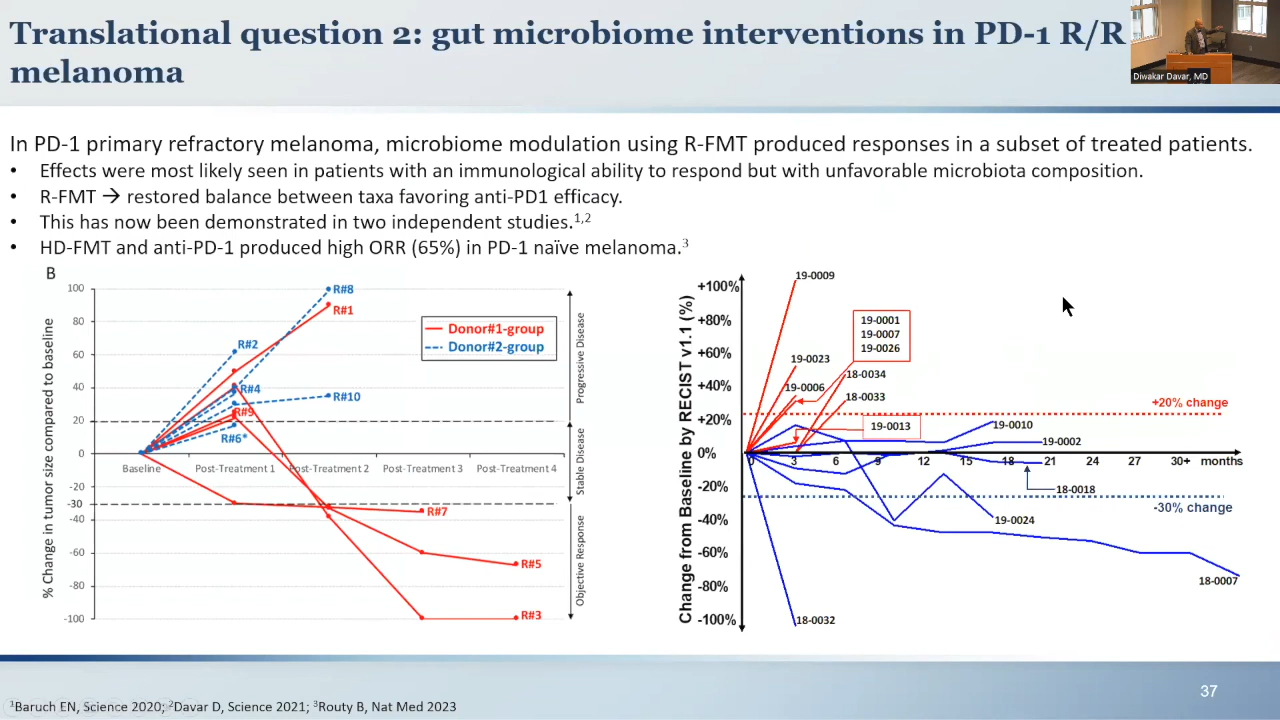 Translational question 2: gut microbiome interventions in PD-1 R/R
melanoma
Diwakar Davar, MD
In PD-1 primary refractory melanoma, microbiome modulation using R-FMT produced responses in a subset of treated patients.
• Effects were most likely seen in patients with an immunological ability to respond but with unfavorable microbiota composition.
• R-FMT → restored balance between taxa favoring anti-PD1 efficacy.
• This has now been demonstrated in two independent studies.1,2
• HD-FMT and anti-PD-1 produced high ORR (65%) in PD-1 naïve melanoma.3
B
% Change in tumor size compared to baseline
100
80
60
40
20
0
-20
-30
-40
-60
-80
-100
Baseline
Post-Treatment 1
Post-Treatment 2
Post-Treatment 3
Post-Treatment 4
R#8
R#1
R#2
R#4
R#10
R#9
R#6*
R#7
R#5
R#3
Donor#1-group
Donor#2-group
Progressive Disease
Stable Disease
Objective Response
Change from Baseline by RECIST v1.1 (%)
+100%
+80%
+60%
+40%
+20%
0%
-20%
-40%
-60%
-80%
-100%
0 3 6 9 12 15 18 21 24 27 30+ months
19-0009
19-0001
19-0007
19-0026
19-0023
18-0034
19-0006
18-0033
+20% change
19-0013
19-0010
19-0002
18-0018
-30% change
19-0024
18-0007
18-0032
37
1Baruch EN, Science 2020; 2Davar D, Science 2021; 3Routy B, Nat Med 2023